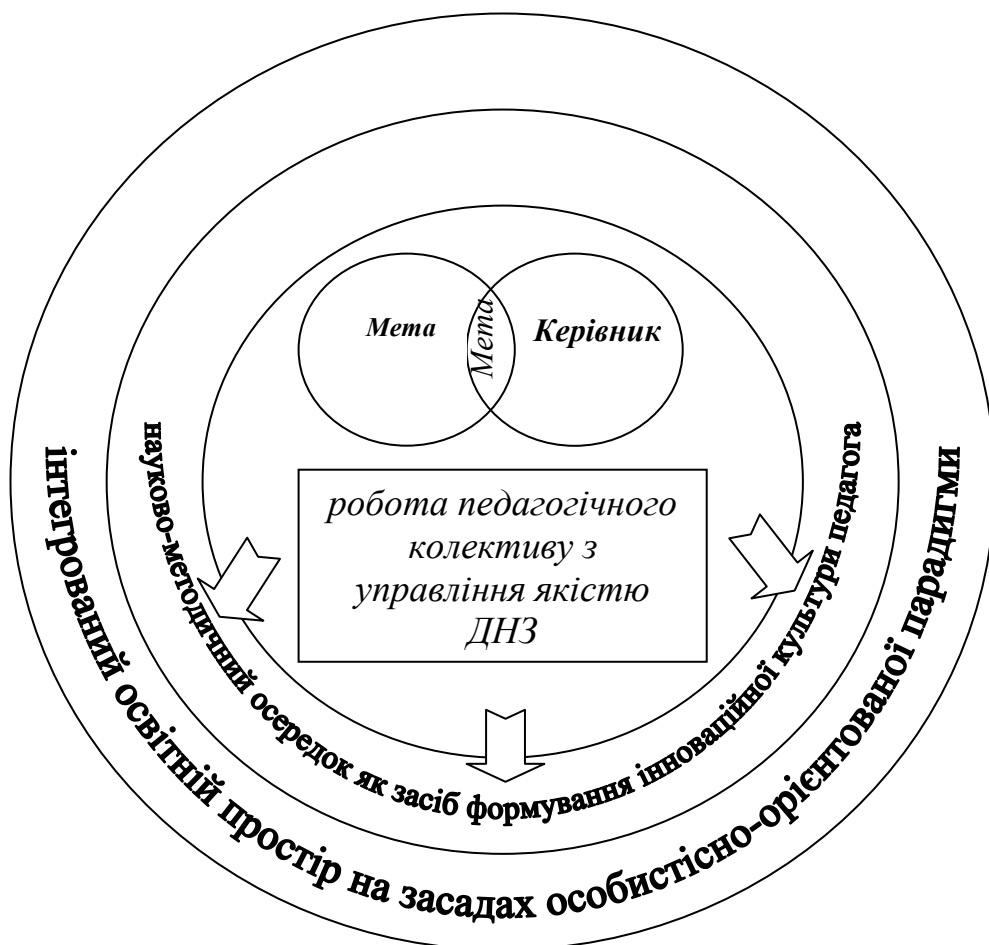 Мета
Мета
Керівник
робота педагогічного
колективу з
управління якістю
ДНЗ
науково-методичний осередок як засіб формування інноваційної культури педагога
інтегрований освітній простір на засадах особистісно-орієнтованої парадигми